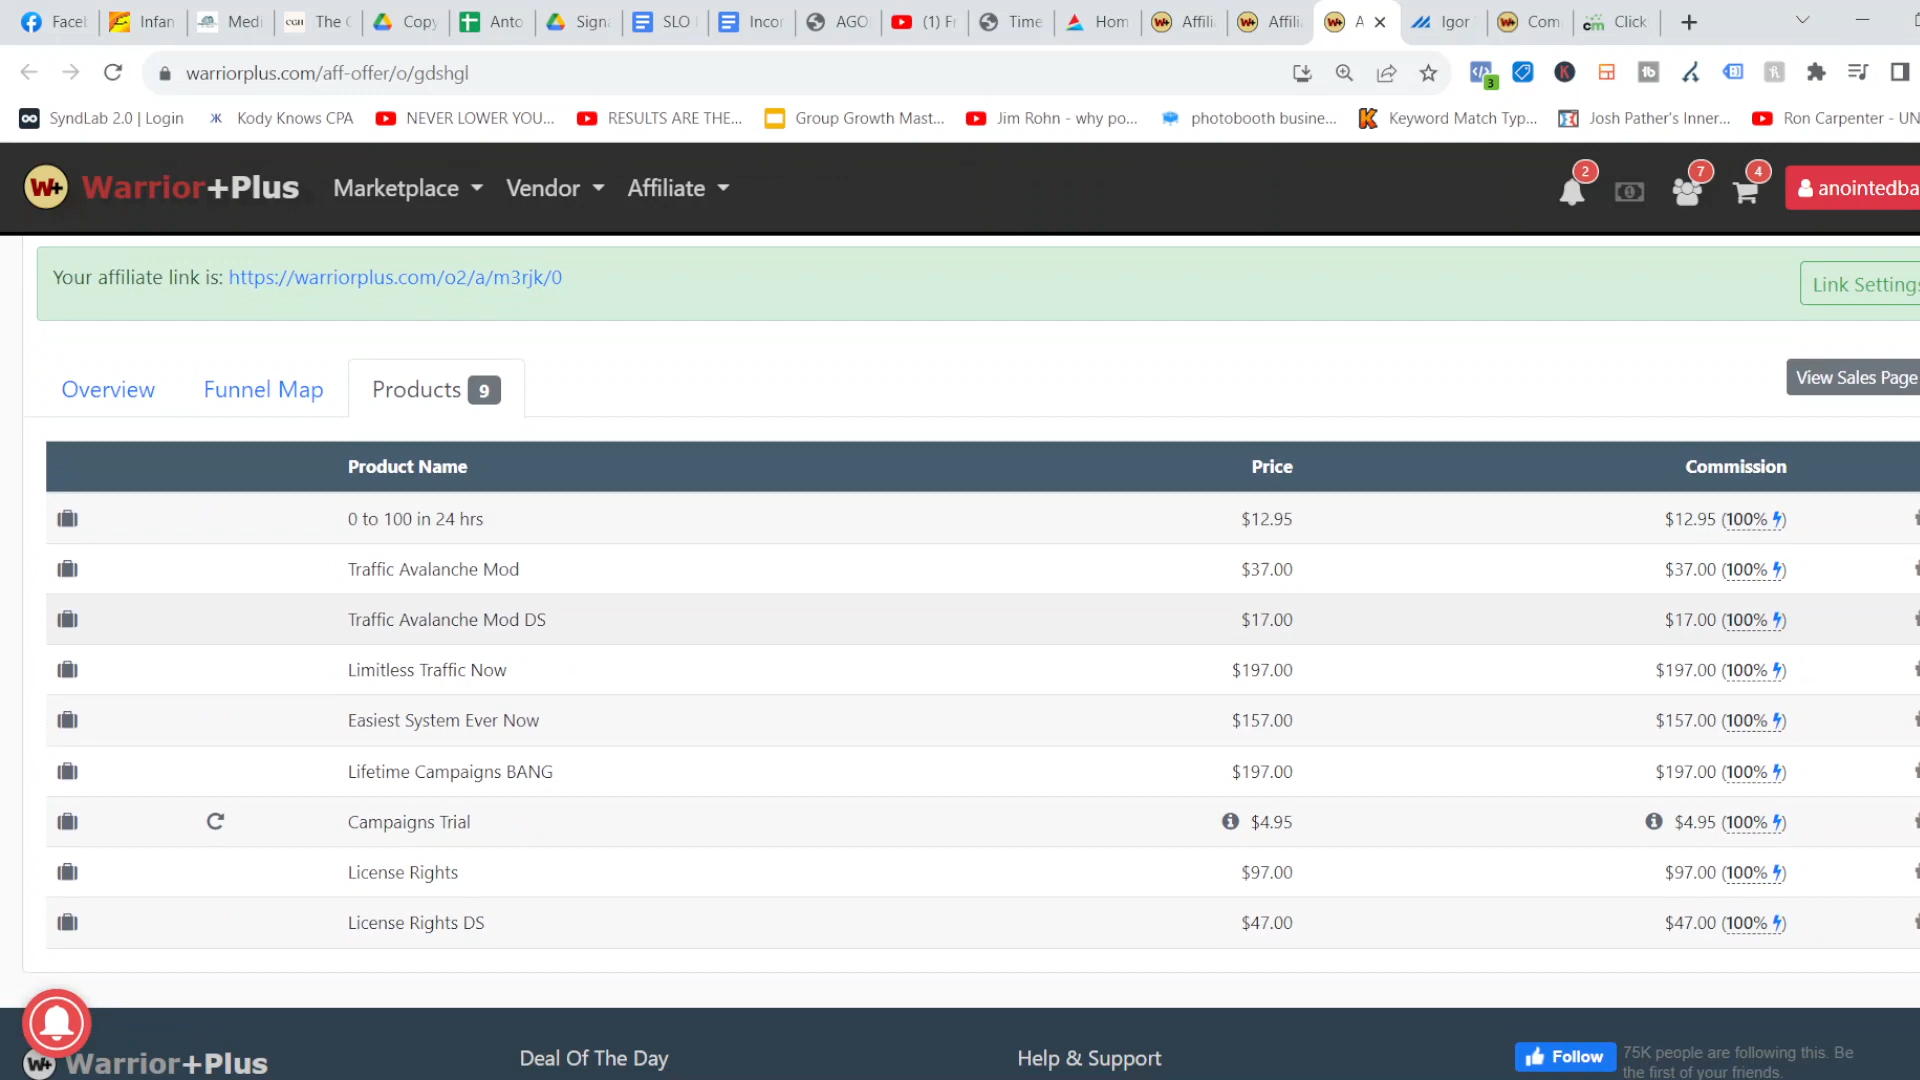 Facel
Infan
Medi
CGH The C
Copy
Anto
Signa
SLO
Incor
AGO
(1) Fr
Time
Hom
Affili
Affili
A
Igor
Com
cm Click
warriorplus.com/aff-offer/o/gdshgl
3
SyndLab 2.0 | Login
Kody Knows CPA
NEVER LOWER YOU...
RESULTS ARE THE...
Group Growth Mast...
Jim Rohn - why po...
photobooth busine...
Keyword Match Typ...
Josh Pather's Inner...
Ron Carpenter - UN
W+ Warrior+Plus
Marketplace
Vendor
Affiliate
2
7
4
anointedba
Your affiliate link is: https://warriorplus.com/o2/a/m3rjk/0
Link Settings
Overview
Funnel Map
Products 9
View Sales Page
Product Name Price Commission
0 to 100 in 24 hrs $12.95 $12.95 (100% )
Traffic Avalanche Mod $37.00 $37.00 (100% )
Traffic Avalanche Mod DS $17.00 $17.00 (100% )
Limitless Traffic Now $197.00 $197.00 (100% )
Easiest System Ever Now $157.00 $157.00 (100% )
Lifetime Campaigns BANG $197.00 $197.00 (100% )
Campaigns Trial $4.95 $4.95 (100% )
License Rights $97.00 $97.00 (100% )
License Rights DS $47.00 $47.00 (100% )
W+ Warrior+Plus
Deal Of The Day
Help & Support
Follow
75K people are following this. Be
the first of your friends.